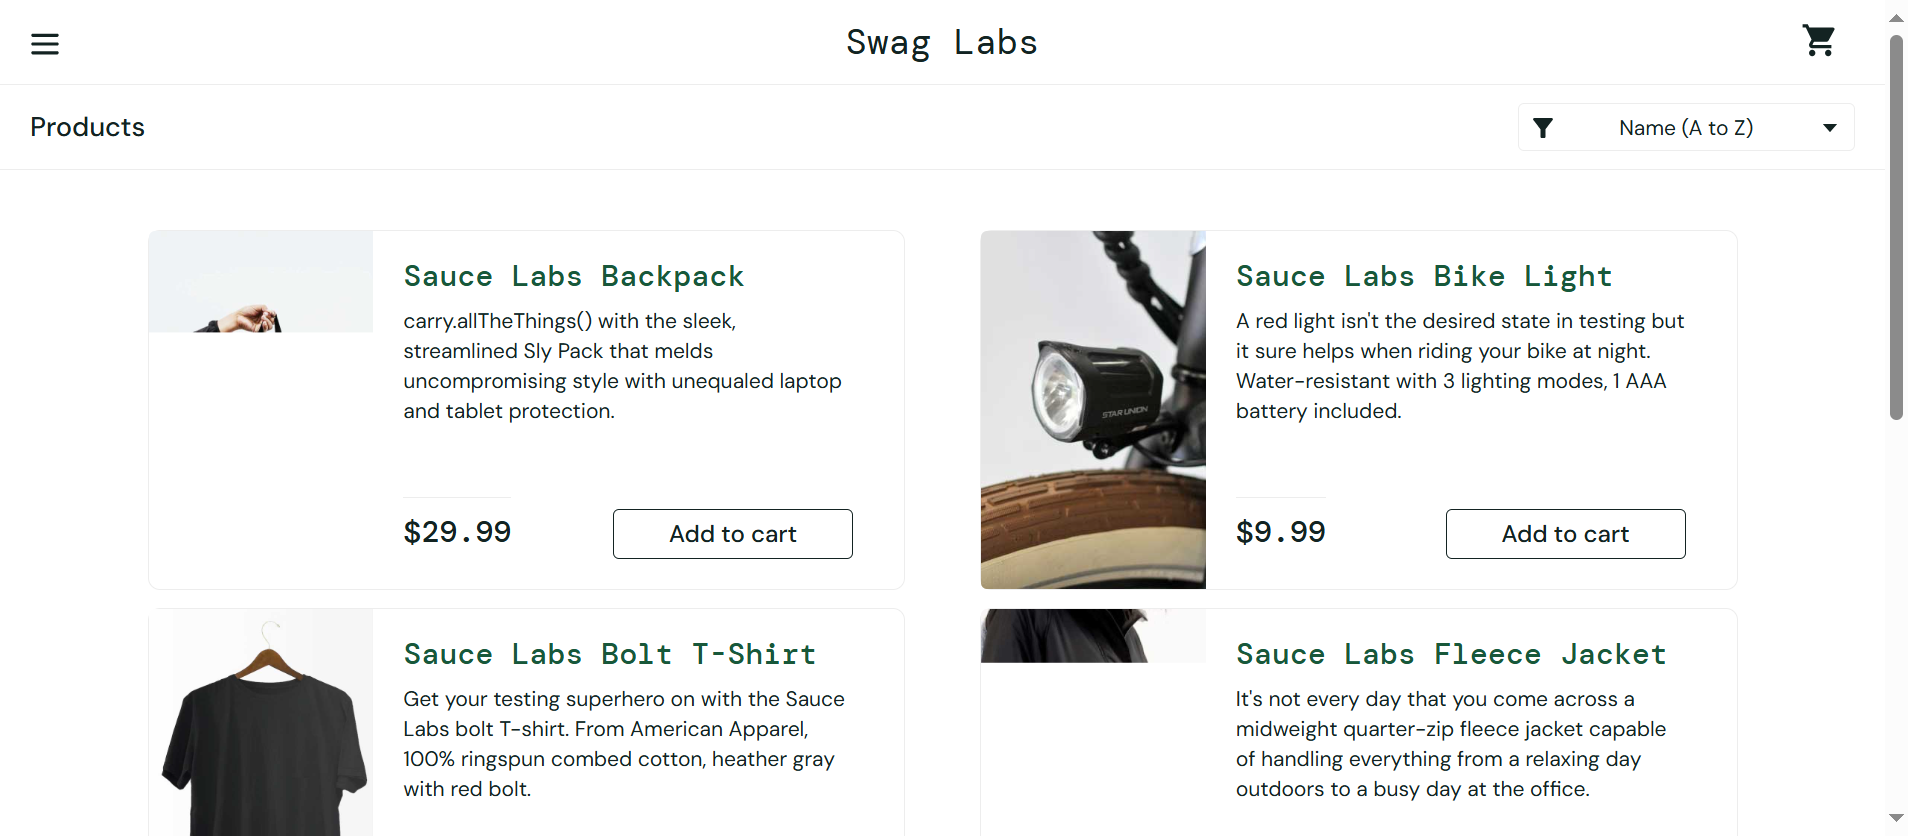 Swag Labs
Products
Name (A to Z)
Sauce Labs Backpack
carry.allTheThings() with the sleek,
streamlined Sly Pack that melds
uncompromising style with unequaled laptop
and tablet protection.
$29.99
Add to cart
Sauce Labs Bike Light
A red light isn't the desired state in testing but
it sure helps when riding your bike at night.
Water-resistant with 3 lighting modes, 1 AAA
battery included.
STAR UNION
$9.99
Add to cart
Sauce Labs Bolt T-Shirt
Get your testing superhero on with the Sauce
Labs bolt T-shirt. From American Apparel,
100% ringspun combed cotton, heather gray
with red bolt.
Sauce Labs Fleece Jacket
It's not every day that you come across a
midweight quarter-zip fleece jacket capable
of handling everything from a relaxing day
outdoors to a busy day at the office.